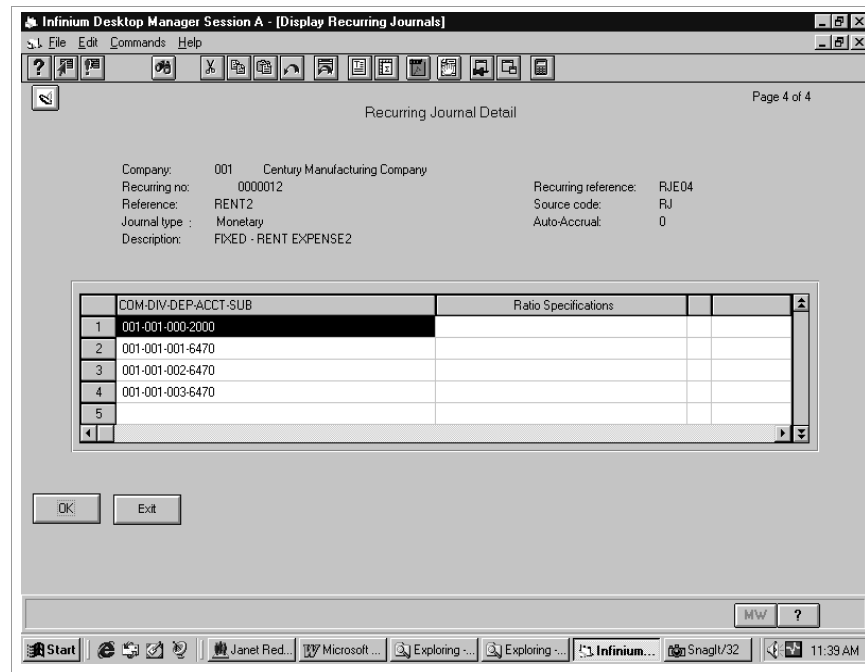 Infinium Desktop Manager Session A - [Display Recurring Journals]
File Edit Commands Help
Page 4 of 4
Recurring Journal Detail
Company: 001 Century Manufacturing Company
Recurring no: 0000012 Recurring reference: RJE04
Reference: RENT2 Source code: RJ
Journal type : Monetary Auto-Accrual: 0
Description: FIXED - RENT EXPENSE2
COM-DIV-DEP-ACCT-SUB Ratio Specifications
1 001-001-000-2000
2 001-001-001-6470
3 001-001-002-6470
4 001-001-003-6470
5
OK Exit
MW ?
Start Janet Red... Microsoft ... Exploring -... Exploring -... Infinium... SnagIt/32 11:39 AM